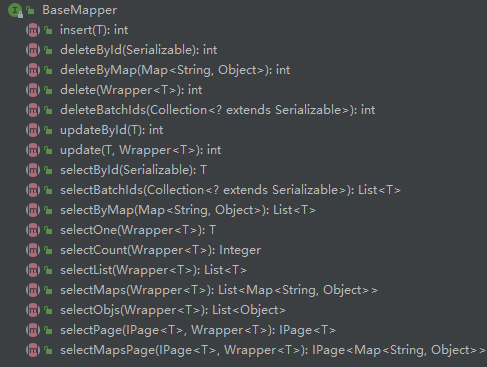 BaseMapper
insert(T): int
deleteById(Serializable): int
deleteByMap(Map<String, Object>): int
delete(Wrapper<T>): int
deleteBatchIds(Collection<? extends Serializable>): int
updateById(T): int
update(T, Wrapper<T>): int
selectById(Serializable): T
selectBatchIds(Collection<? extends Serializable>): List<T>
selectByMap(Map<String, Object>): List<T>
selectOne(Wrapper<T>): T
selectCount(Wrapper<T>): Integer
selectList(Wrapper<T>): List<T>
selectMaps(Wrapper<T>): List<Map<String, Object>>
selectObjs(Wrapper<T>): List<Object>
selectPage(IPage<T>, Wrapper<T>): IPage<T>
selectMapsPage(IPage<T>, Wrapper<T>): IPage<Map<String, Object>>